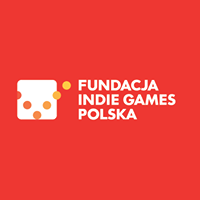 FUNDACJA
INDIE GAMES
POLSKA